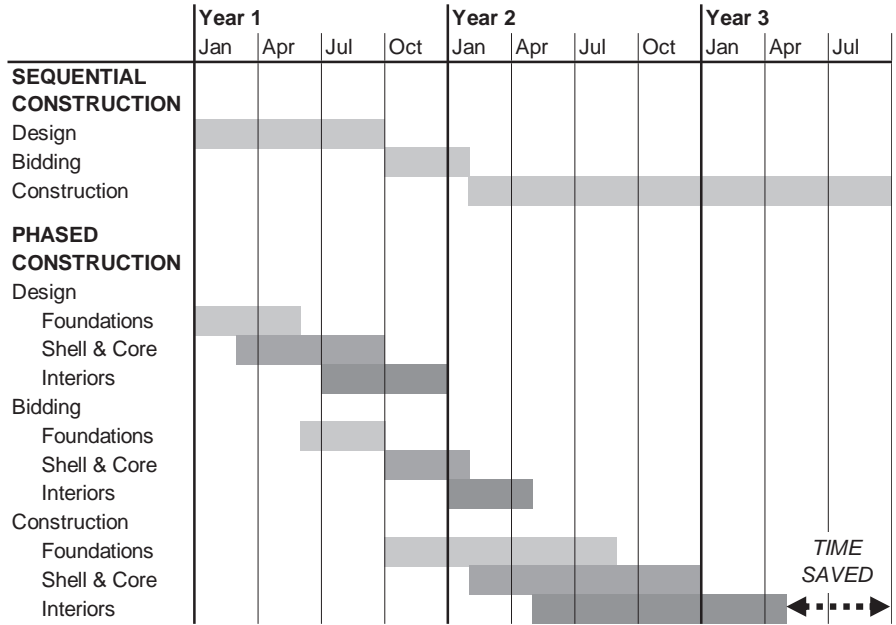 Year 1 Year 2 Year 3
Jan Apr Jul Oct Jan Apr Jul Oct Jan Apr Jul
SEQUENTIAL
CONSTRUCTION
Design
Bidding
Construction
PHASED
CONSTRUCTION
Design
Foundations
Shell & Core
Interiors
Bidding
Foundations
Shell & Core
Interiors
Construction
Foundations
Shell & Core
Interiors
TIME
SAVED